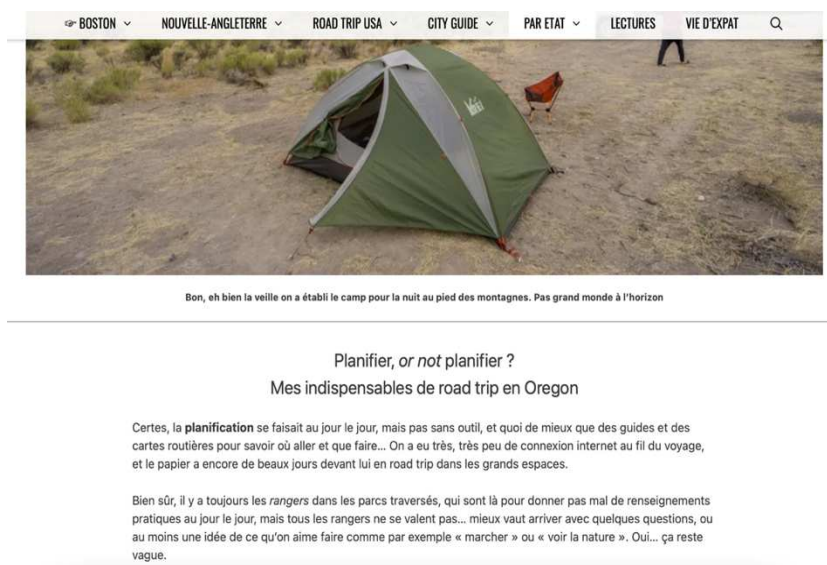 ☞ BOSTON NOUVELLE-ANGLETERRE ROAD TRIP USA CITY GUIDE PAR ETAT LECTURES VIE D'EXPAT
Bon, eh bien la veille on a établi le camp pour la nuit au pied des montagnes. Pas grand monde à l'horizon
Planifier, or not planifier ?
Mes indispensables de road trip en Oregon
Certes, la planification se faisait au jour le jour, mais pas sans outil, et quoi de mieux que des guides et des
cartes routières pour savoir où aller et que faire... On a eu très, très peu de connexion internet au fil du voyage,
et le papier a encore de beaux jours devant lui en road trip dans les grands espaces.
Bien sûr, il y a toujours les rangers dans les parcs traversés, qui sont là pour donner pas mal de renseignements
pratiques au jour le jour, mais tous les rangers ne se valent pas... mieux vaut arriver avec quelques questions, ou
au moins une idée de ce qu'on aime faire comme par exemple « marcher » ou « voir la nature ». Oui... ça reste
vague.